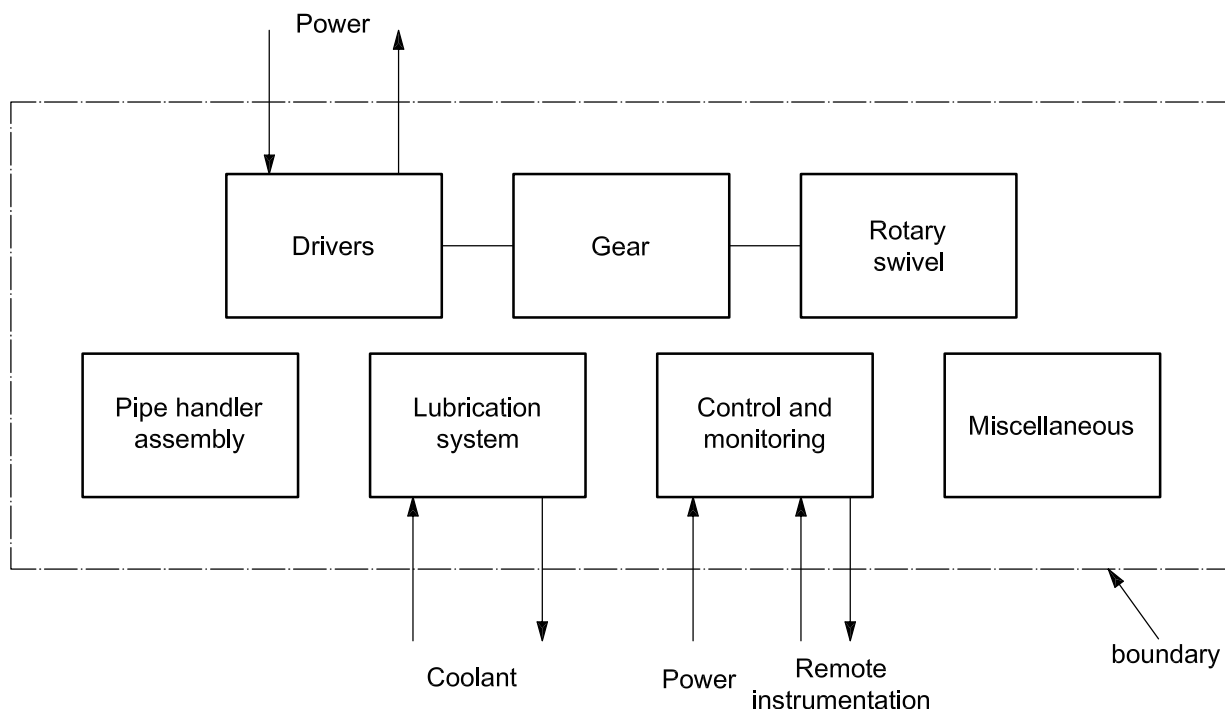 Power
Drivers
Gear
Rotary
swivel
Pipe handler
assembly
Lubrication
system
Control and
monitoring
Miscellaneous
Coolant
Power
Remote
instrumentation
boundary